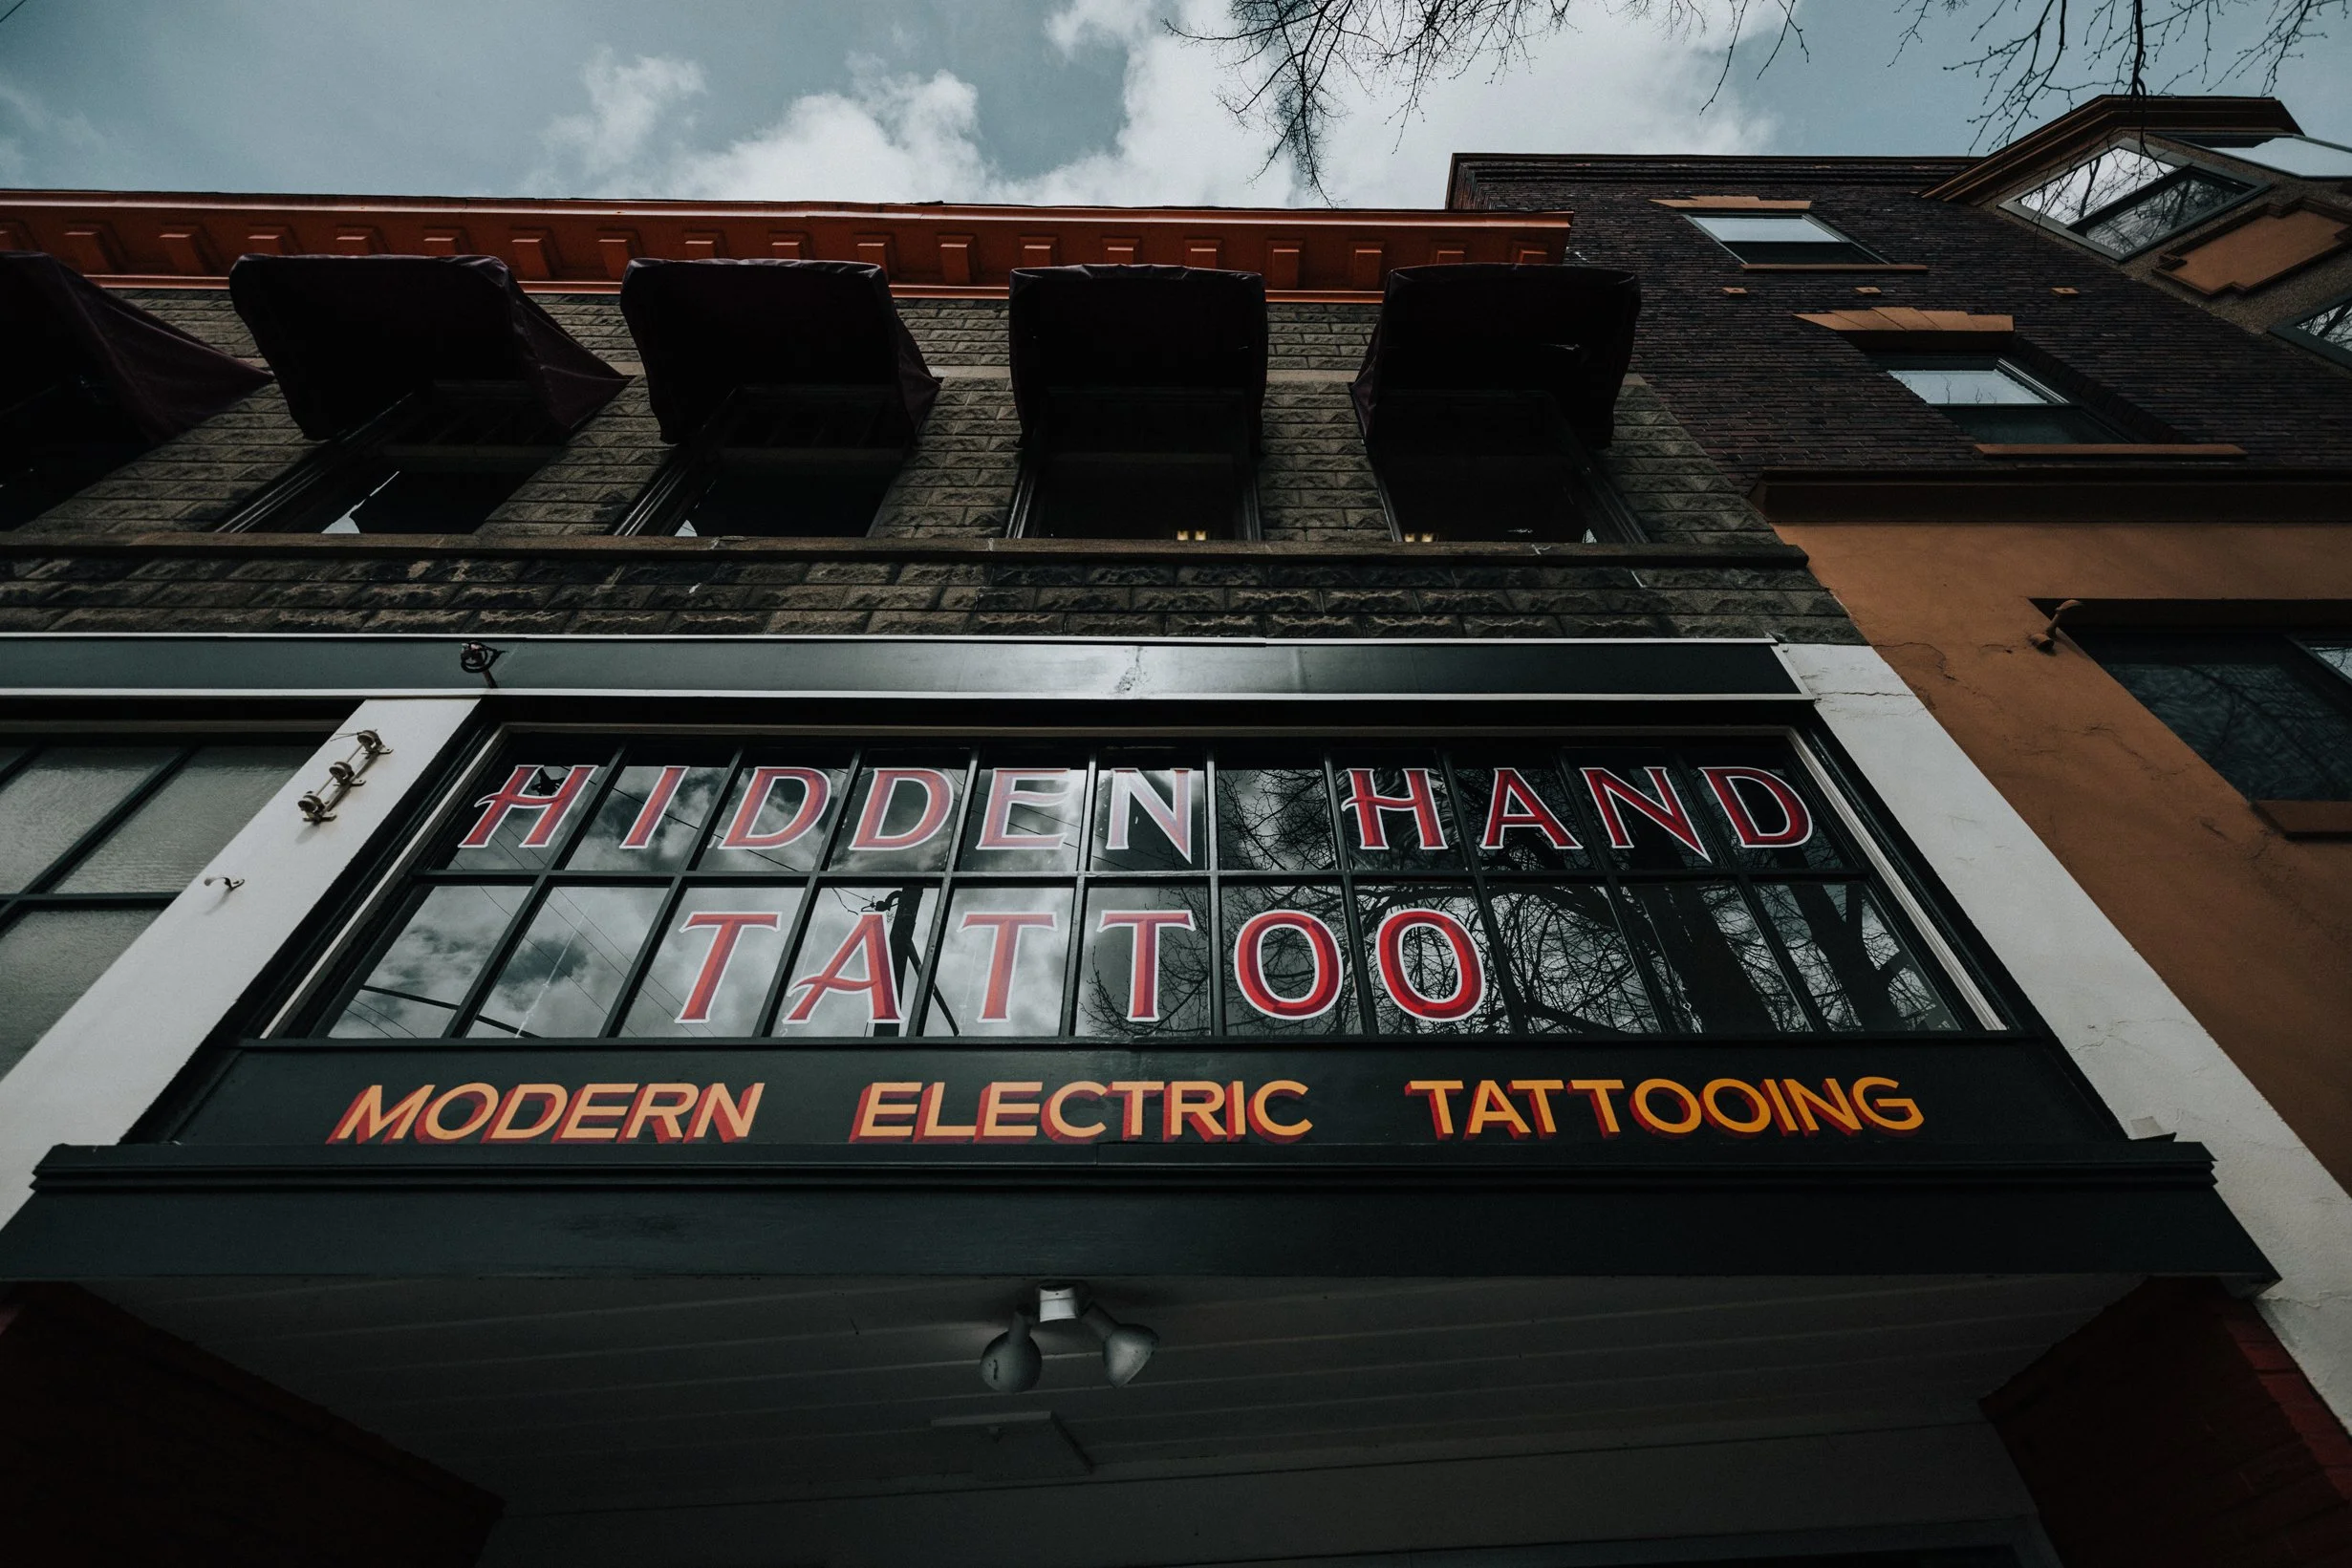 HIDDEN HAND
TATTOO
MODERN ELECTRIC TATTOOING